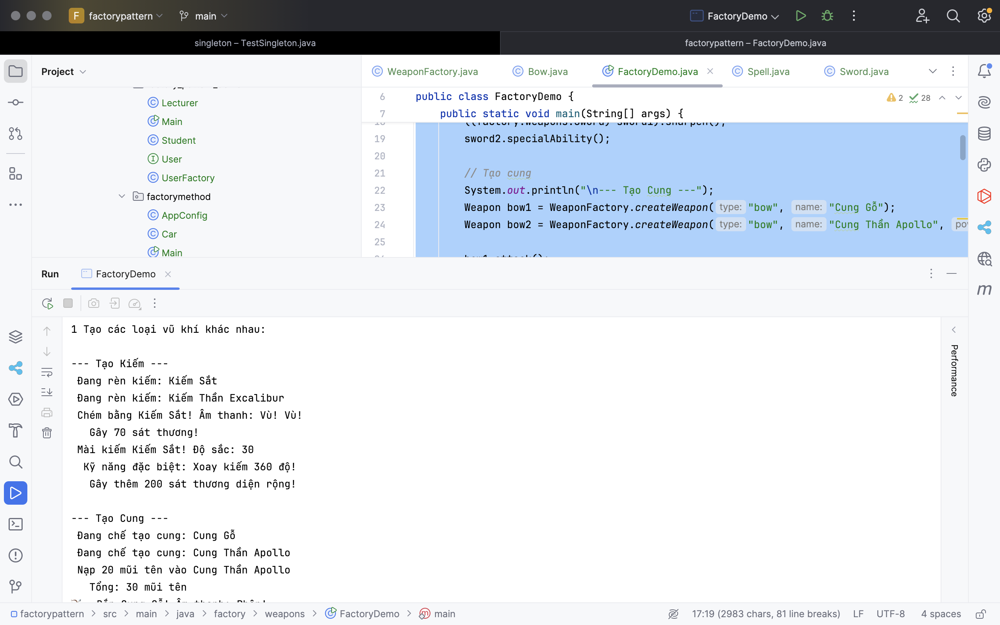 F factorypattern main FactoryDemo
singleton – TestSingleton.java
factorypattern – FactoryDemo.java
Project
WeaponFactory.java Bow.java FactoryDemo.java Spell.java Sword.java
Lecturer
Main
Student
User
UserFactory
factorymethod
AppConfig
Car
Main
2 28
6 public class FactoryDemo {
7 public static void main(String[] args) {
18 ((factory.weapons.Sword) sword1).sharpen();
19 sword2.specialAbility();
20
21 // Tạo cung
22 System.out.println("\n--- Tạo Cung ---");
23 Weapon bow1 = WeaponFactory.createWeapon( type: "bow", name: "Cung Gỗ");
24 Weapon bow2 = WeaponFactory.createWeapon( type: "bow", name: "Cung Thần Apollo",
25
bow1.attack();
Run FactoryDemo
1 Tạo các loại vũ khí khác nhau:
--- Tạo Kiếm ---
Đang rèn kiếm: Kiếm Sắt
Đang rèn kiếm: Kiếm Thần Excalibur
Chém bằng Kiếm Sắt! Âm thanh: Vù! Vù!
Gây 70 sát thương!
Mài kiếm Kiếm Sắt! Độ sắc: 30
Kỹ năng đặc biệt: Xoay kiếm 360 độ!
Gây thêm 200 sát thương diện rộng!
--- Tạo Cung ---
Đang chế tạo cung: Cung Gỗ
Đang chế tạo cung: Cung Thần Apollo
Nạp 20 mũi tên vào Cung Thần Apollo
Tổng: 30 mũi tên
Performance
factorypattern > src > main > java > factory > weapons > FactoryDemo > main
17:19 (2983 chars, 81 line breaks) LF UTF-8 4 spaces